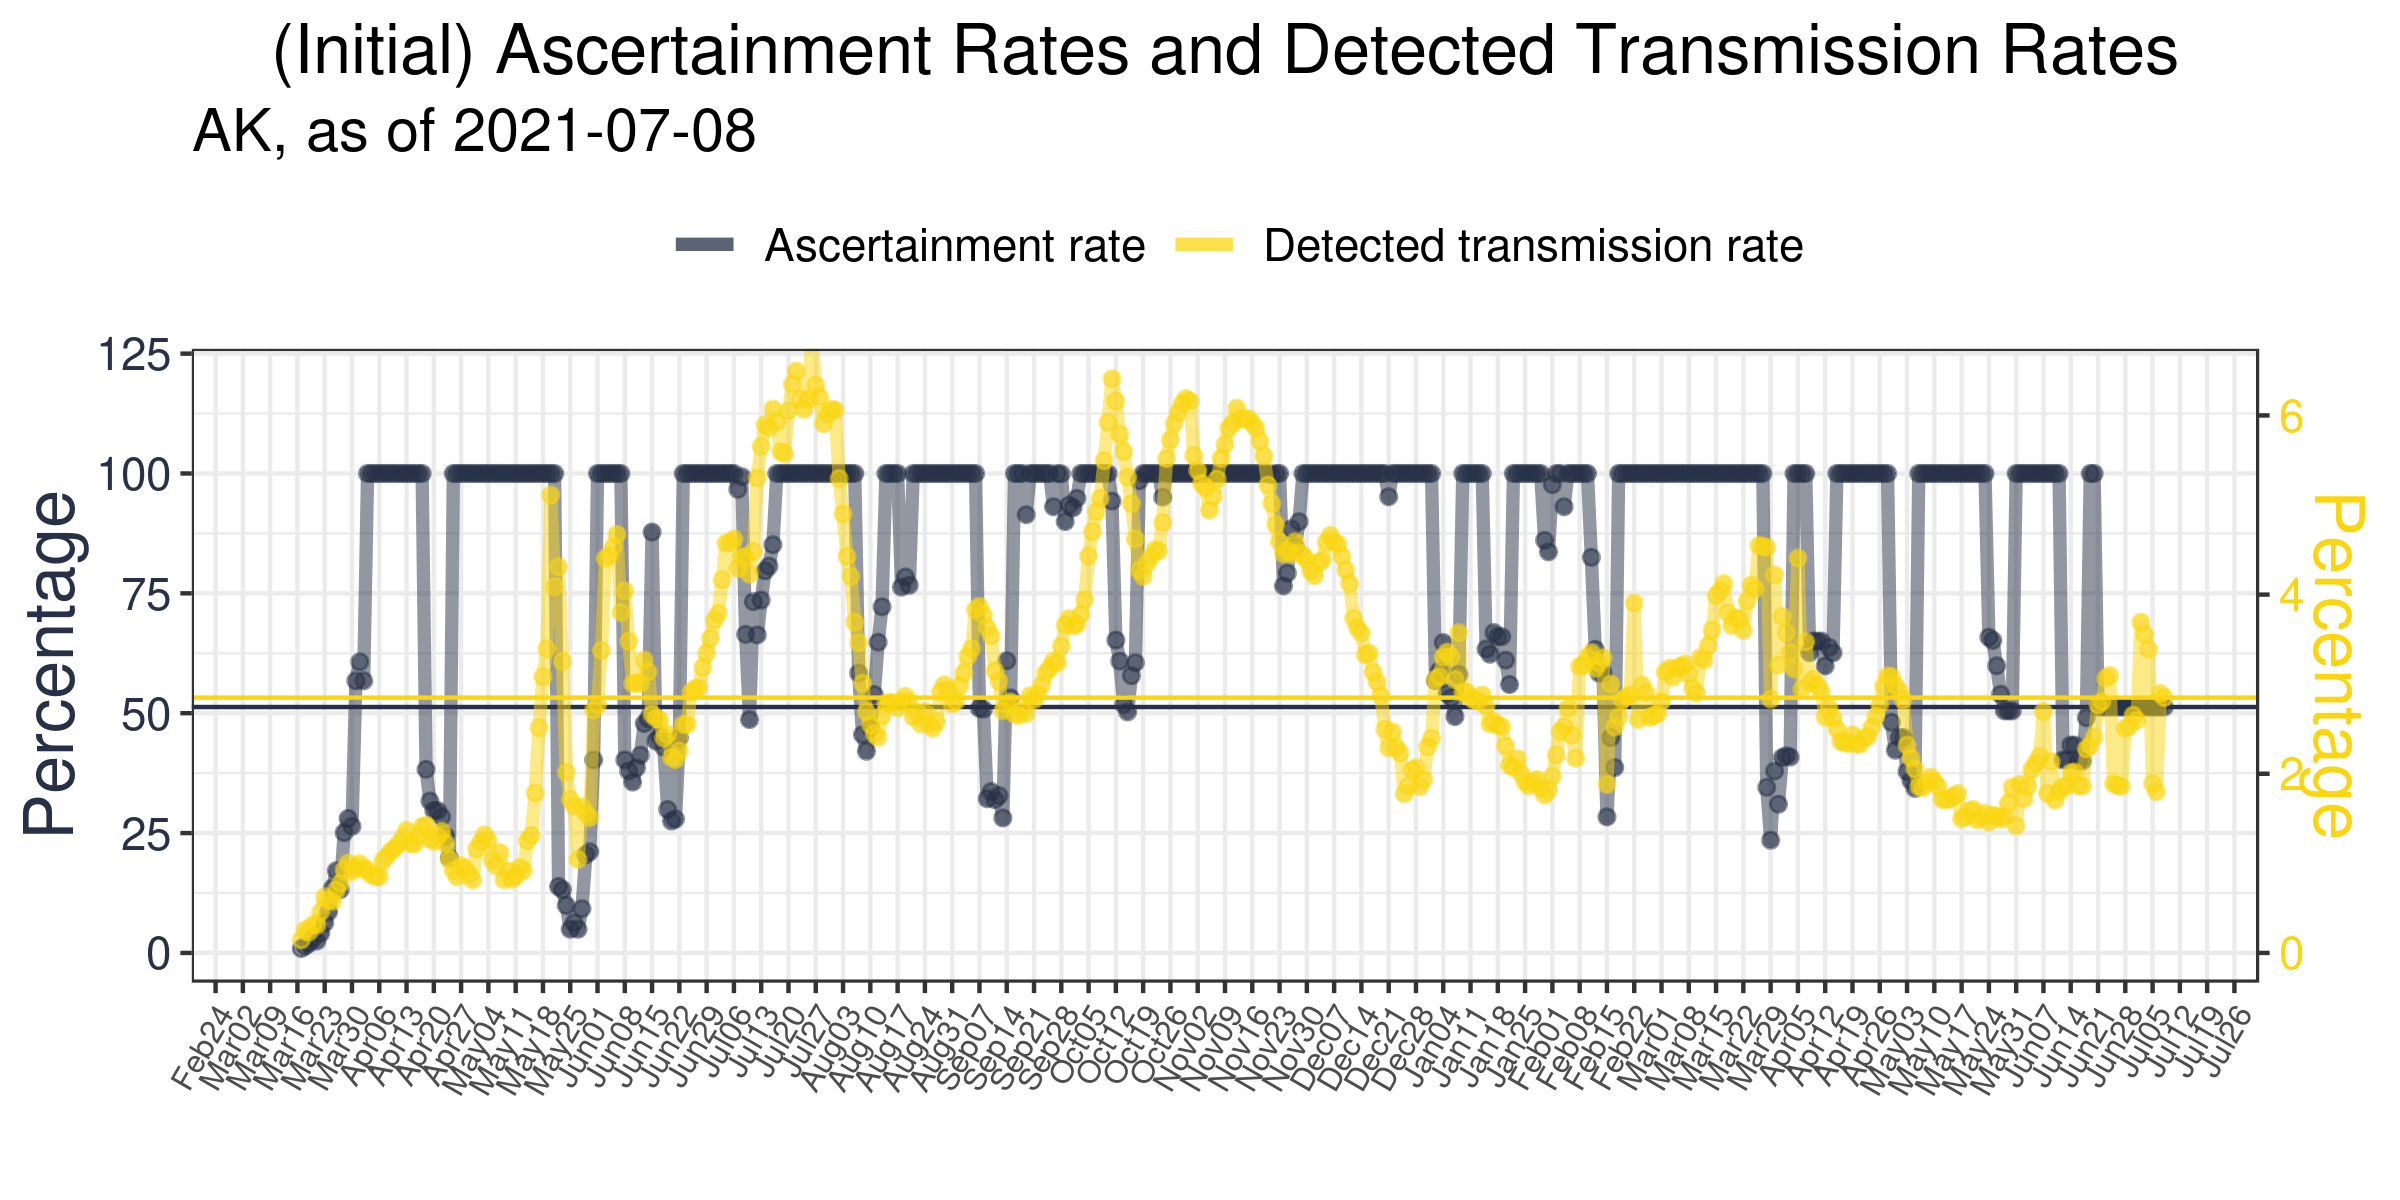 (Initial) Ascertainment Rates and Detected Transmission Rates
AK, as of 2021-07-08
Ascertainment rate Detected transmission rate
Percentage
125
100
75
50
25
0
6
4
2
0
Percentage
Feb24 Mar02 Mar09 Mar16 Mar23 Mar30 Apr06 Apr13 Apr20 Apr27 May04 May11 May18 May25 Jun01 Jun08 Jun15 Jun22 Jun29 Jul06 Jul13 Jul20 Jul27 Aug03 Aug10 Aug17 Aug24 Aug31 Sep07 Sep14 Sep21 Sep28 Oct05 Oct12 Oct19 Oct26 Nov02 Nov09 Nov16 Nov23 Nov30 Dec07 Dec14 Dec21 Dec28 Jan04 Jan11 Jan18 Jan25 Feb01 Feb08 Feb15 Feb22 Mar01 Mar08 Mar15 Mar22 Mar29 Apr05 Apr12 Apr19 Apr26 May03 May10 May17 May24 May31 Jun07 Jun14 Jun21 Jun28 Jul05 Jul12 Jul19 Jul26